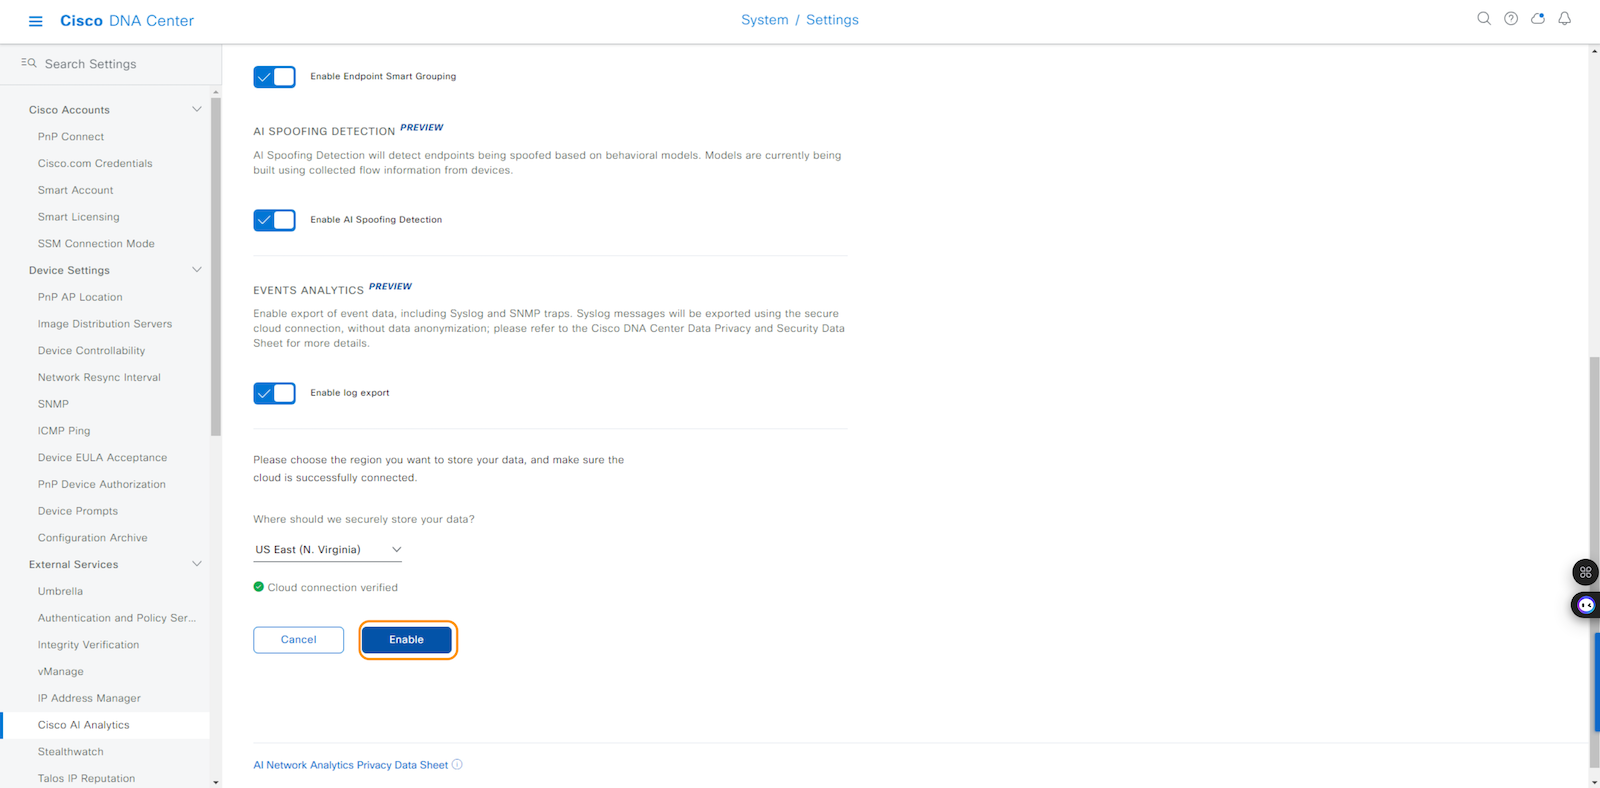 Cisco DNA Center
System / Settings
Search Settings
Cisco Accounts
PnP Connect
Cisco.com Credentials
Smart Account
Smart Licensing
SSM Connection Mode
Device Settings
PnP AP Location
Image Distribution Servers
Device Controllability
Network Resync Interval
SNMP
ICMP Ping
Device EULA Acceptance
PnP Device Authorization
Device Prompts
Configuration Archive
External Services
Umbrella
Authentication and Policy Ser...
Integrity Verification
vManage
IP Address Manager
Cisco AI Analytics
Stealthwatch
Talos IP Reputation
Enable Endpoint Smart Grouping
AI SPOOFING DETECTION PREVIEW
AI Spoofing Detection will detect endpoints being spoofed based on behavioral models. Models are currently being
built using collected flow information from devices.
Enable AI Spoofing Detection
EVENTS ANALYTICS PREVIEW
Enable export of event data, including Syslog and SNMP traps. Syslog messages will be exported using the secure
cloud connection, without data anonymization; please refer to the Cisco DNA Center Data Privacy and Security Data
Sheet for more details.
Enable log export
Please choose the region you want to store your data, and make sure the
cloud is successfully connected.
Where should we securely store your data?
US East (N. Virginia)
Cloud connection verified
Cancel
Enable
AI Network Analytics Privacy Data Sheet